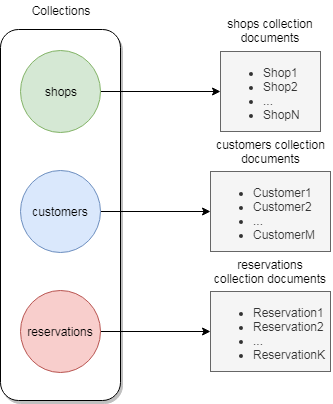 Collections
shops
customers
reservations
shops collection
documents
• Shop1
• Shop2
• ...
• ShopN
customers collection
documents
• Customer1
• Customer2
• ...
• CustomerM
reservations
collection documents
• Reservation1
• Reservation2
• ...
• ReservationK